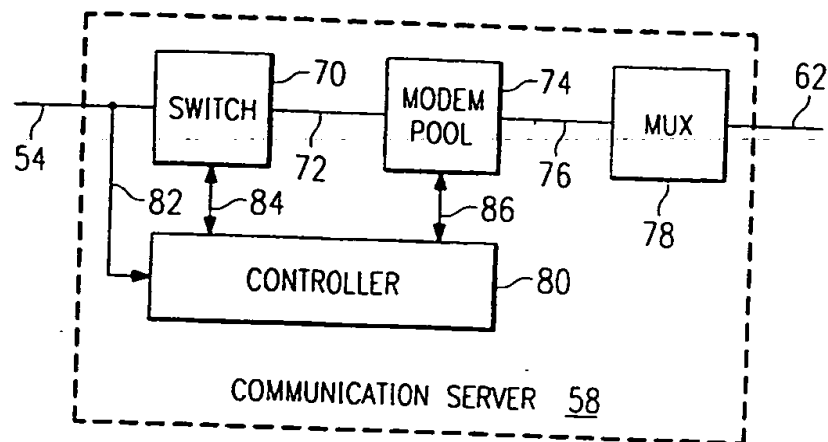 70
74
62
SWITCH
MODEM
POOL
MUX
54
72
76
82
84
86
78
CONTROLLER
80
COMMUNICATION SERVER 58